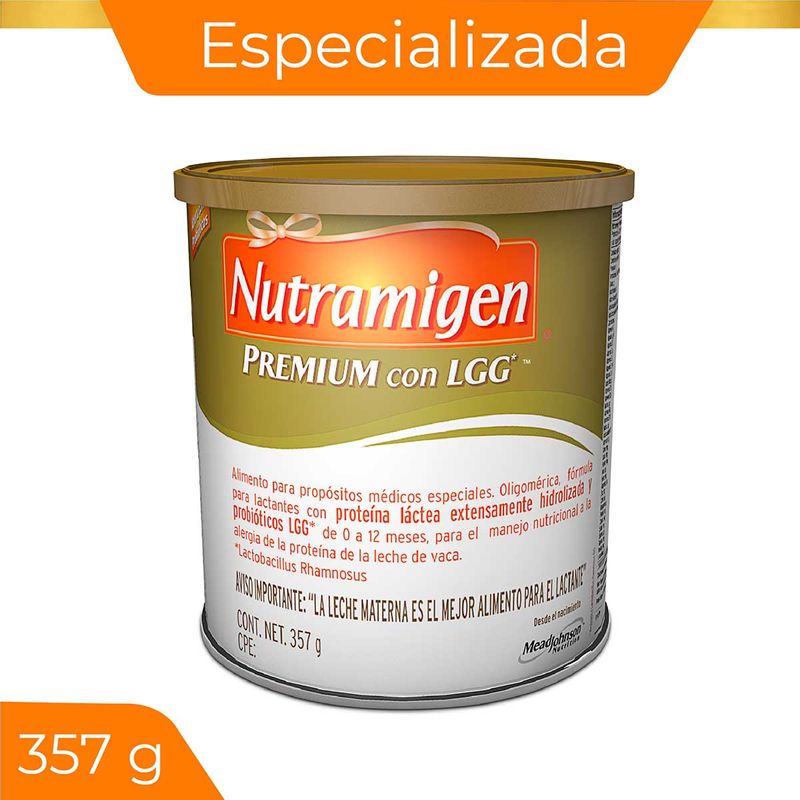 Especializada
Nutramigen®
PREMIUM con LGG* ™
Alimento para propósitos médicos especiales. Oligomérica, fórmula
para lactantes con proteína láctea extensamente hidrolizada y
probióticos LGG* de 0 a 12 meses, para el manejo nutricional a la
alergia de la proteína de la leche de vaca.
*Lactobacillus Rhamnosus
AVISO IMPORTANTE: "LA LECHE MATERNA ES EL MEJOR ALIMENTO PARA EL LACTANTE"
Desde el nacimiento
CONT. NET. 357 g
CPE:
MeadJohnson
Nutrition
357 g